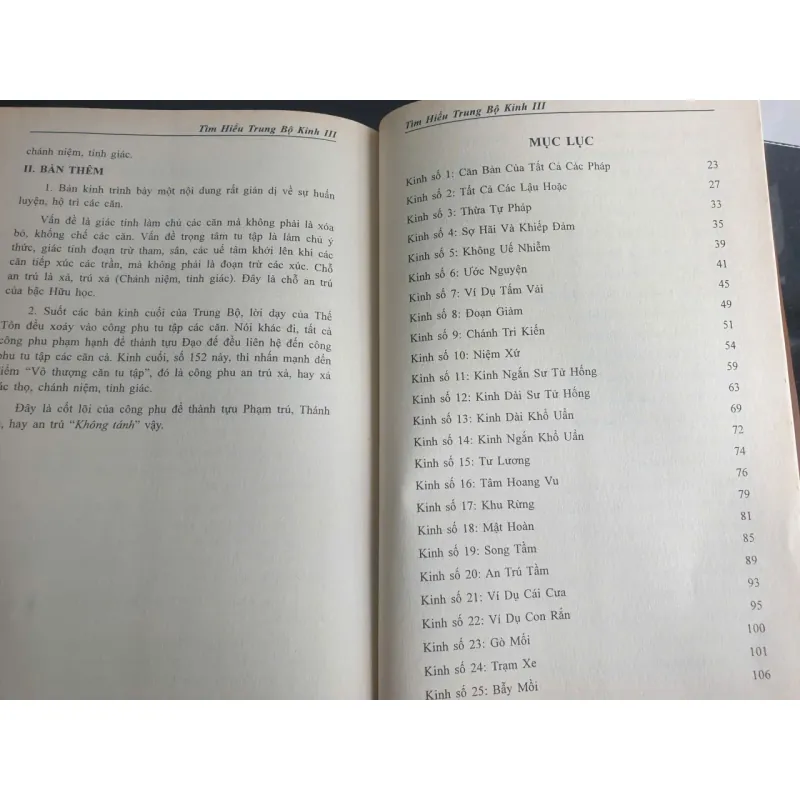 Tìm Hiểu Trung Bộ Kinh III
chánh niệm, tỉnh giác.
II. BÀN THÊM
1. Bản kinh trình bày một nội dung rất giản dị về sự huấn
luyện, hộ trì các căn.
Vấn đề là giác tỉnh làm chủ các căn mà không phải là xóa
bỏ, khống chế các căn. Vấn đề trọng tâm tu tập là làm chủ ý
thức, giác tỉnh đoạn trừ tham, sân, các uế tâm khởi lên khi các
căn tiếp xúc các trần, mà không phải là đoạn trừ các xúc. Chỗ
an trú là xả, trú xả (Chánh niệm, tỉnh giác). Đây là chỗ an trú
của bậc Hữu học.
2. Suốt các bản kinh cuối của Trung Bộ, lời dạy của Thế
Tôn đều xoáy vào công phu tu tập các căn. Nói khác đi, tất cả
công phu phạm hạnh để thành tựu Đạo đế đều liên hệ đến công
phu tu tập các căn cả. Kinh cuối, số 152 này, thì nhấn mạnh đến
iểm "Vô thượng căn tu tập", đó là công phu an trú xả, hay xả
ác thọ, chánh niệm, tỉnh giác.
Đây là cốt lõi của công phu để thành tựu Phạm trú, Thánh
, hay an trú "Không tánh" vậy.
Tìm Hiểu Trung Bộ Kinh III
MỤC LỤC
Kinh số 1: Căn Bản Của Tất Cả Các Pháp 23
Kinh số 2: Tất Cả Các Lậu Hoặc 27
Kinh số 3: Thừa Tự Pháp 33
Kinh số 4: Sợ Hãi Và Khiếp Đảm 35
Kinh số 5: Không Uế Nhiễm 39
Kinh số 6: Ước Nguyện 41
Kinh số 7: Ví Dụ Tấm Vải 45
Kinh số 8: Đoạn Giảm 49
Kinh số 9: Chánh Tri Kiến 51
Kinh số 10: Niệm Xứ 54
Kinh số 11: Kinh Ngắn Sư Tử Hống 59
Kinh số 12: Kinh Dài Sư Tử Hống 63
Kinh số 13: Kinh Dài Khổ Uẩn 69
Kinh số 14: Kinh Ngắn Khổ Uẩn 72
Kinh số 15: Tư Lương 74
Kinh số 16: Tâm Hoang Vu 76
Kinh số 17: Khu Rừng 79
Kinh số 18: Mật Hoàn 81
Kinh số 19: Song Tầm 85
Kinh số 20: An Trú Tầm 89
Kinh số 21: Ví Dụ Cái Cưa 93
Kinh số 22: Ví Dụ Con Rắn 95
Kinh số 23: Gò Mối 100
Kinh số 24: Trạm Xe 101
Kinh số 25: Bẫy Mồi 106